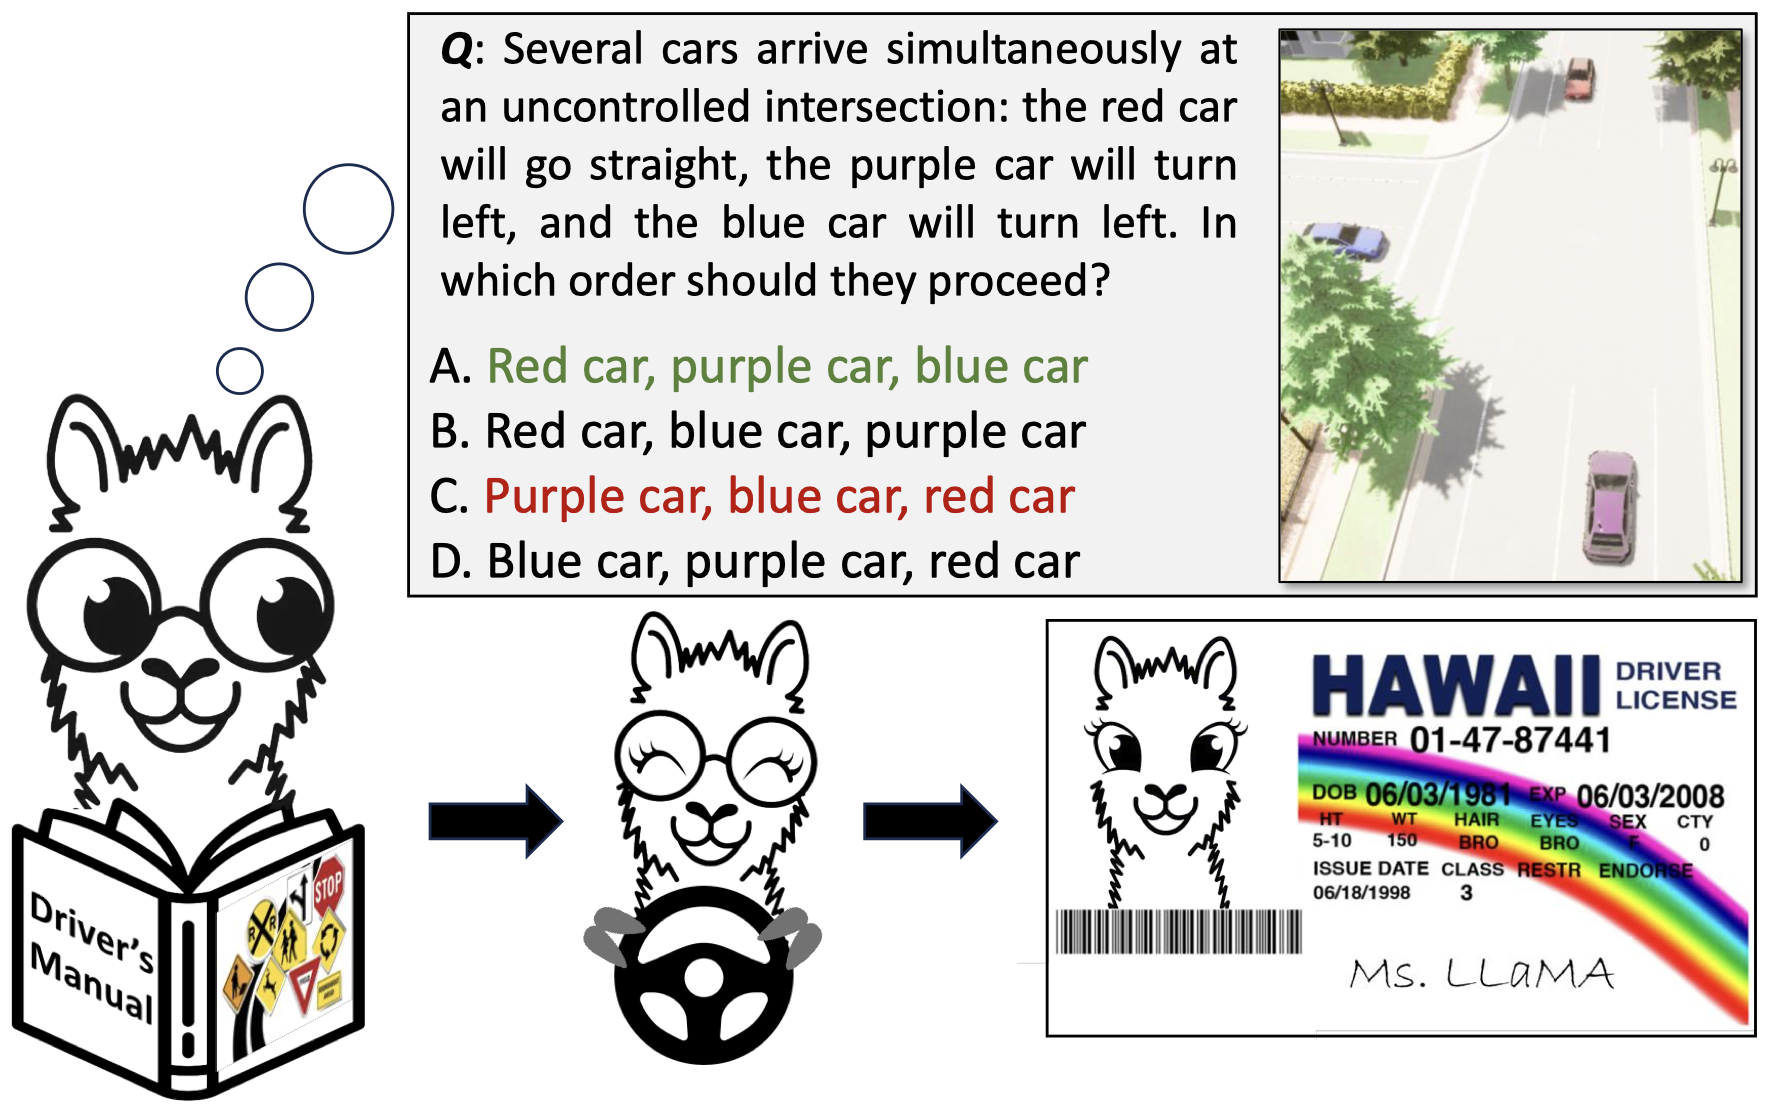 Q: Several cars arrive simultaneously at
an uncontrolled intersection: the red car
will go straight, the purple car will turn
left, and the blue car will turn left. In
which order should they proceed?
A. Red car, purple car, blue car
B. Red car, blue car, purple car
C. Purple car, blue car, red car
D. Blue car, purple car, red car
Driver's
Manual
STOP
R R
HAWAII DRIVER
LICENSE
NUMBER 01-47-87441
DOB 06/03/1981 EXP 06/03/2008
HT WT HAIR EYES SEX CTY
5-10 150 BRO BRO F 0
ISSUE DATE CLASS RESTR ENDORSE
06/18/1998 3
Ms. LLaMA